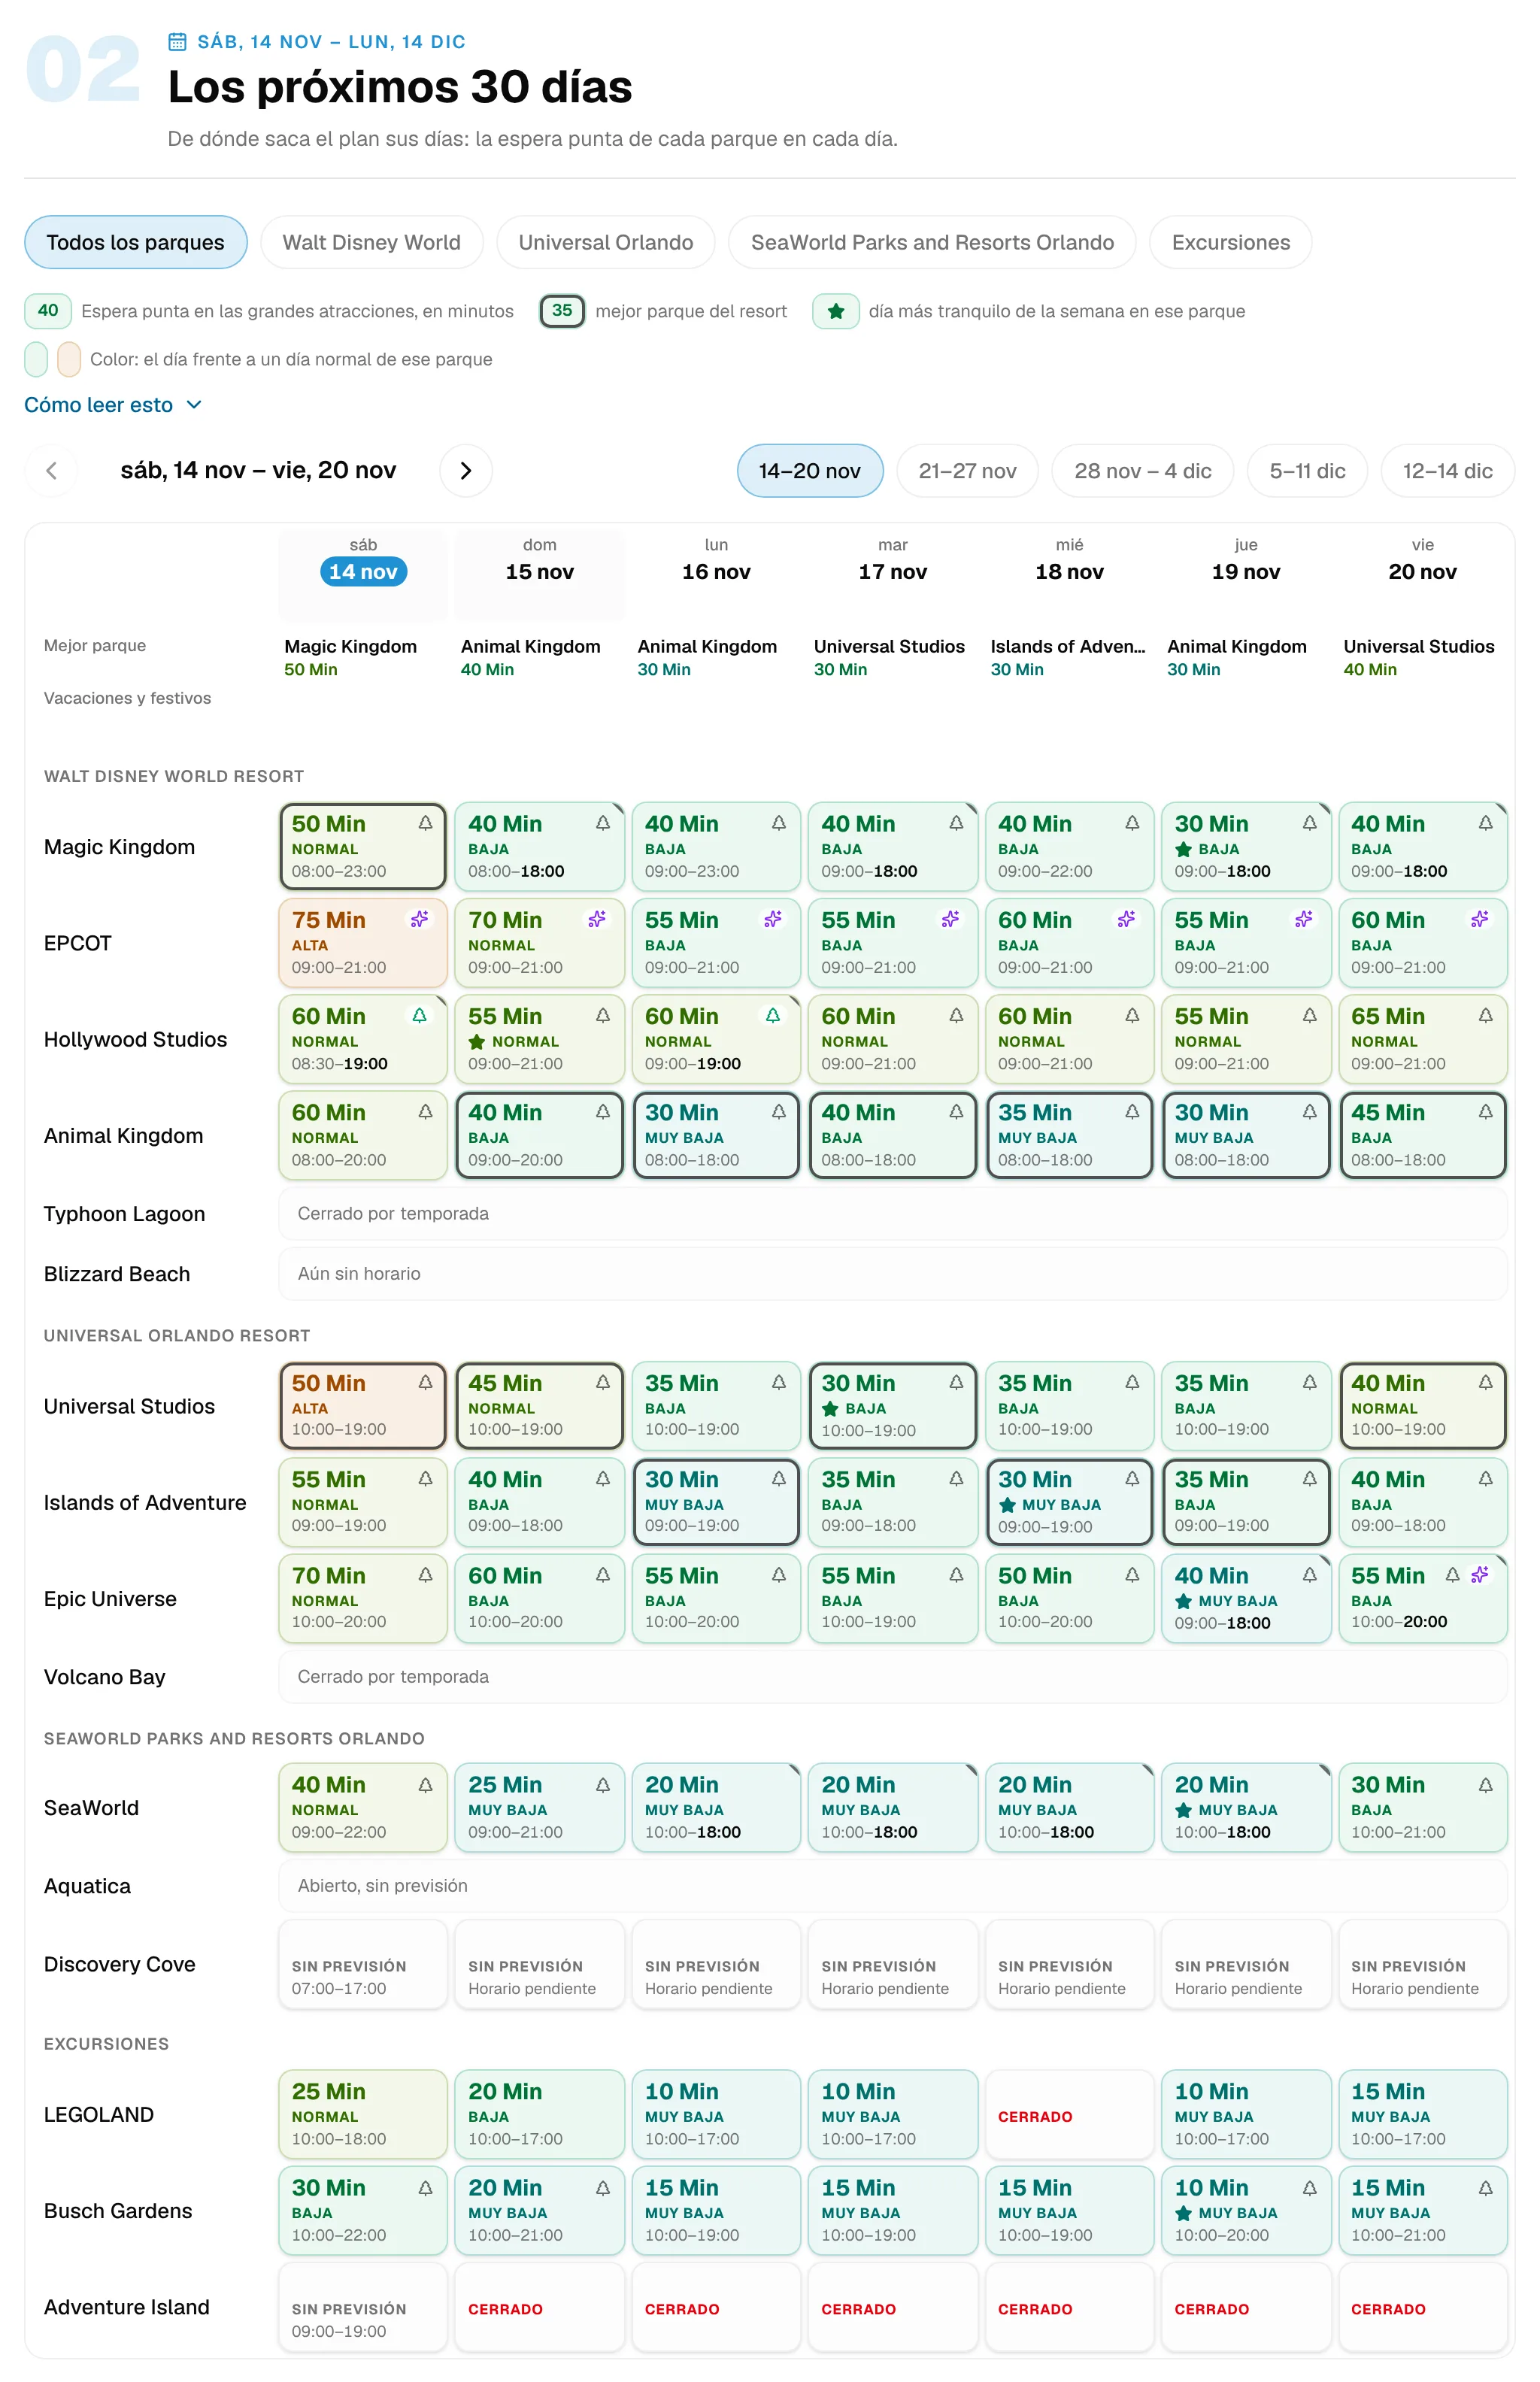 02
SÁB, 14 NOV – LUN, 14 DIC
Los próximos 30 días
De dónde saca el plan sus días: la espera punta de cada parque en cada día.
Todos los parques Walt Disney World Universal Orlando SeaWorld Parks and Resorts Orlando Excursiones
40 Espera punta en las grandes atracciones, en minutos 35 mejor parque del resort día más tranquilo de la semana en ese parque
Color: el día frente a un día normal de ese parque
Cómo leer esto
sáb, 14 nov – vie, 20 nov 14–20 nov 21–27 nov 28 nov – 4 dic 5–11 dic 12–14 dic
sáb dom lun mar mié jue vie
14 nov 15 nov 16 nov 17 nov 18 nov 19 nov 20 nov
Mejor parque Magic Kingdom Animal Kingdom Animal Kingdom Universal Studios Islands of Adven... Animal Kingdom Universal Studios
50 Min 40 Min 30 Min 30 Min 30 Min 30 Min 40 Min
Vacaciones y festivos
WALT DISNEY WORLD RESORT
Magic Kingdom
50 Min 40 Min 40 Min 40 Min 40 Min 30 Min 40 Min
NORMAL BAJA BAJA BAJA BAJA BAJA BAJA
08:00–23:00 08:00–18:00 09:00–23:00 09:00–18:00 09:00–22:00 09:00–18:00 09:00–18:00
EPCOT
75 Min 70 Min 55 Min 55 Min 60 Min 55 Min 60 Min
ALTA NORMAL BAJA BAJA BAJA BAJA BAJA
09:00–21:00 09:00–21:00 09:00–21:00 09:00–21:00 09:00–21:00 09:00–21:00 09:00–21:00
Hollywood Studios
60 Min 55 Min 60 Min 60 Min 60 Min 55 Min 65 Min
NORMAL NORMAL NORMAL NORMAL NORMAL NORMAL NORMAL
08:30–19:00 09:00–21:00 09:00–19:00 09:00–21:00 09:00–21:00 09:00–21:00 09:00–21:00
Animal Kingdom
60 Min 40 Min 30 Min 40 Min 35 Min 30 Min 45 Min
NORMAL BAJA MUY BAJA BAJA MUY BAJA MUY BAJA BAJA
08:00–20:00 09:00–20:00 08:00–18:00 08:00–18:00 08:00–18:00 08:00–18:00 08:00–18:00
Typhoon Lagoon Cerrado por temporada
Blizzard Beach Aún sin horario
UNIVERSAL ORLANDO RESORT
Universal Studios
50 Min 45 Min 35 Min 30 Min 35 Min 35 Min 40 Min
ALTA NORMAL BAJA BAJA BAJA BAJA NORMAL
10:00–19:00 10:00–19:00 10:00–19:00 10:00–19:00 10:00–19:00 10:00–19:00 10:00–19:00
Islands of Adventure
55 Min 40 Min 30 Min 35 Min 30 Min 35 Min 40 Min
NORMAL BAJA MUY BAJA BAJA MUY BAJA BAJA BAJA
09:00–19:00 09:00–18:00 09:00–19:00 09:00–18:00 09:00–19:00 09:00–19:00 09:00–18:00
Epic Universe
70 Min 60 Min 55 Min 55 Min 50 Min 40 Min 55 Min
NORMAL BAJA BAJA BAJA BAJA MUY BAJA BAJA
10:00–20:00 10:00–20:00 10:00–20:00 10:00–19:00 10:00–20:00 09:00–18:00 10:00–20:00
Volcano Bay Cerrado por temporada
SEAWORLD PARKS AND RESORTS ORLANDO
SeaWorld
40 Min 25 Min 20 Min 20 Min 20 Min 20 Min 30 Min
NORMAL MUY BAJA MUY BAJA MUY BAJA MUY BAJA MUY BAJA BAJA
09:00–22:00 09:00–21:00 10:00–18:00 10:00–18:00 10:00–18:00 10:00–18:00 10:00–21:00
Aquatica Abierto, sin previsión
Discovery Cove
SIN PREVISIÓN SIN PREVISIÓN SIN PREVISIÓN SIN PREVISIÓN SIN PREVISIÓN SIN PREVISIÓN SIN PREVISIÓN
07:00–17:00 Horario pendiente Horario pendiente Horario pendiente Horario pendiente Horario pendiente Horario pendiente
EXCURSIONES
LEGOLAND
25 Min 20 Min 10 Min 10 Min 10 Min 15 Min
NORMAL BAJA MUY BAJA MUY BAJA CERRADO MUY BAJA MUY BAJA
10:00–18:00 10:00–17:00 10:00–17:00 10:00–17:00 10:00–17:00 10:00–17:00
Busch Gardens
30 Min 20 Min 15 Min 15 Min 15 Min 10 Min 15 Min
BAJA MUY BAJA MUY BAJA MUY BAJA MUY BAJA MUY BAJA MUY BAJA
10:00–22:00 10:00–21:00 10:00–19:00 10:00–19:00 10:00–19:00 10:00–20:00 10:00–21:00
Adventure Island
SIN PREVISIÓN CERRADO CERRADO CERRADO CERRADO CERRADO CERRADO
09:00–19:00